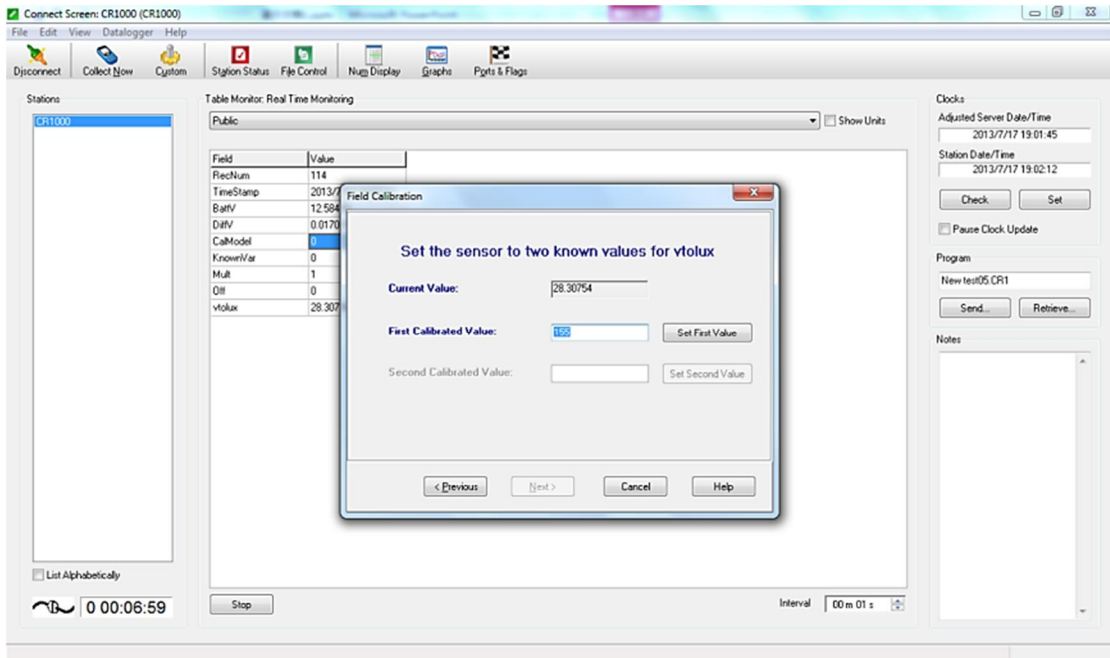 Connect Screen: CR1000 (CR1000)
File Edit View Datalogger Help
Disconnect Collect Now Custom Station Status File Control Num Display Graphs Ports & Flags
Stations
CR1000
List Alphabetically
0 00:06:59
Table Monitor: Real Time Monitoring
Public
Show Units
Field Value
RecNum 114
TimeStamp 2013/7
BattV 12.584
DiffV 0.0170
CalModel 0
KnownVar 0
Mult 1
Off 0
vtolux 28.307
Stop
Interval 00 m 01 s
Field Calibration
Set the sensor to two known values for vtolux
Current Value: 28.30754
First Calibrated Value: 155 Set First Value
Second Calibrated Value: Set Second Value
< Previous Next > Cancel Help
Clocks
Adjusted Server Date/Time
2013/7/17 19:01:45
Station Date/Time
2013/7/17 19:02:12
Check Set
Pause Clock Update
Program
New test05.CR1
Send... Retrieve...
Notes